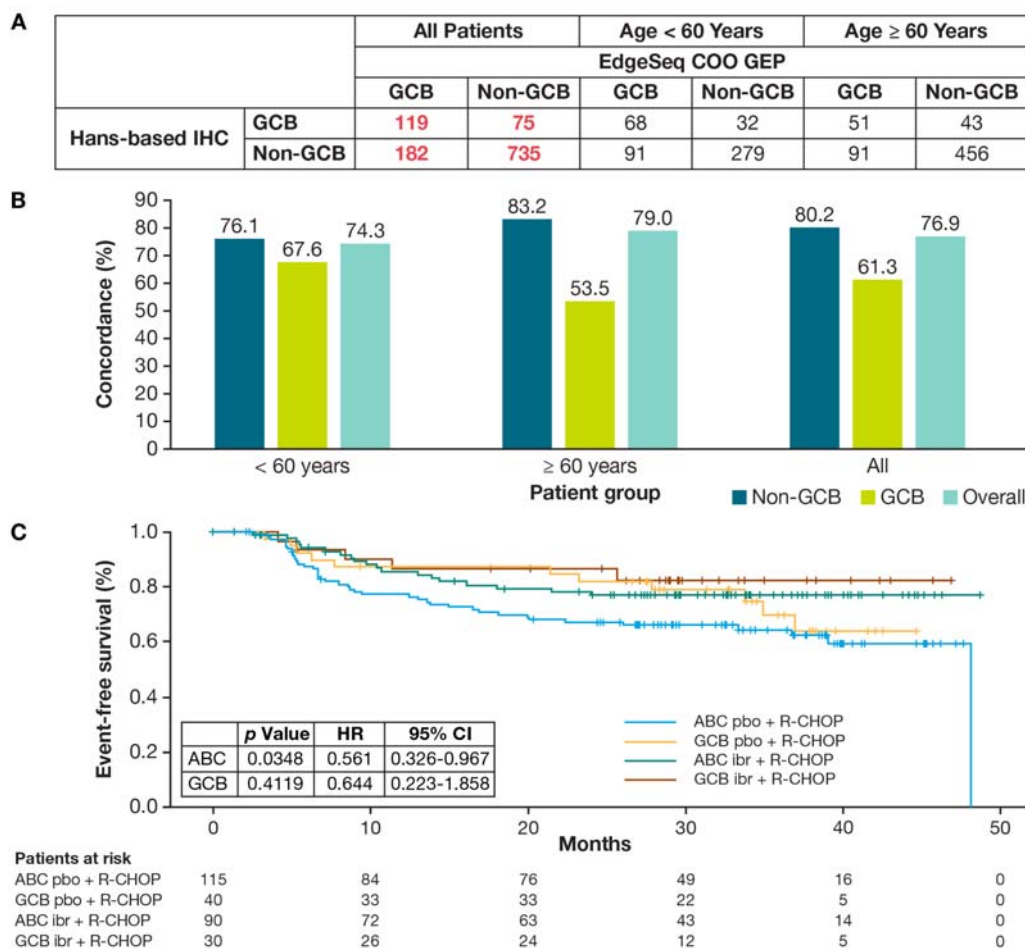 A
All Patients Age < 60 Years Age ≥ 60 Years
EdgeSeq COO GEP
GCB Non-GCB GCB Non-GCB GCB Non-GCB
Hans-based IHC GCB 119 75 68 32 51 43
Non-GCB 182 735 91 279 91 456
B
Concordance (%)
90
80
70
60
50
40
30
20
10
0
76.1 67.6 74.3 83.2 53.5 79.0 80.2 61.3 76.9
< 60 years ≥ 60 years All
Patient group
Non-GCB GCB Overall
C
Event-free survival (%)
1.0
0.8
0.6
0.4
0.2
0.0
p Value HR 95% CI
ABC 0.0348 0.561 0.326-0.967
GCB 0.4119 0.644 0.223-1.858
ABC pbo + R-CHOP
GCB pbo + R-CHOP
ABC ibr + R-CHOP
GCB ibr + R-CHOP
0 10 20 30 40 50
Months
Patients at risk
ABC pbo + R-CHOP 115 84 76 49 16 0
GCB pbo + R-CHOP 40 33 33 22 5 0
ABC ibr + R-CHOP 90 72 63 43 14 0
GCB ibr + R-CHOP 30 26 24 12 5 0